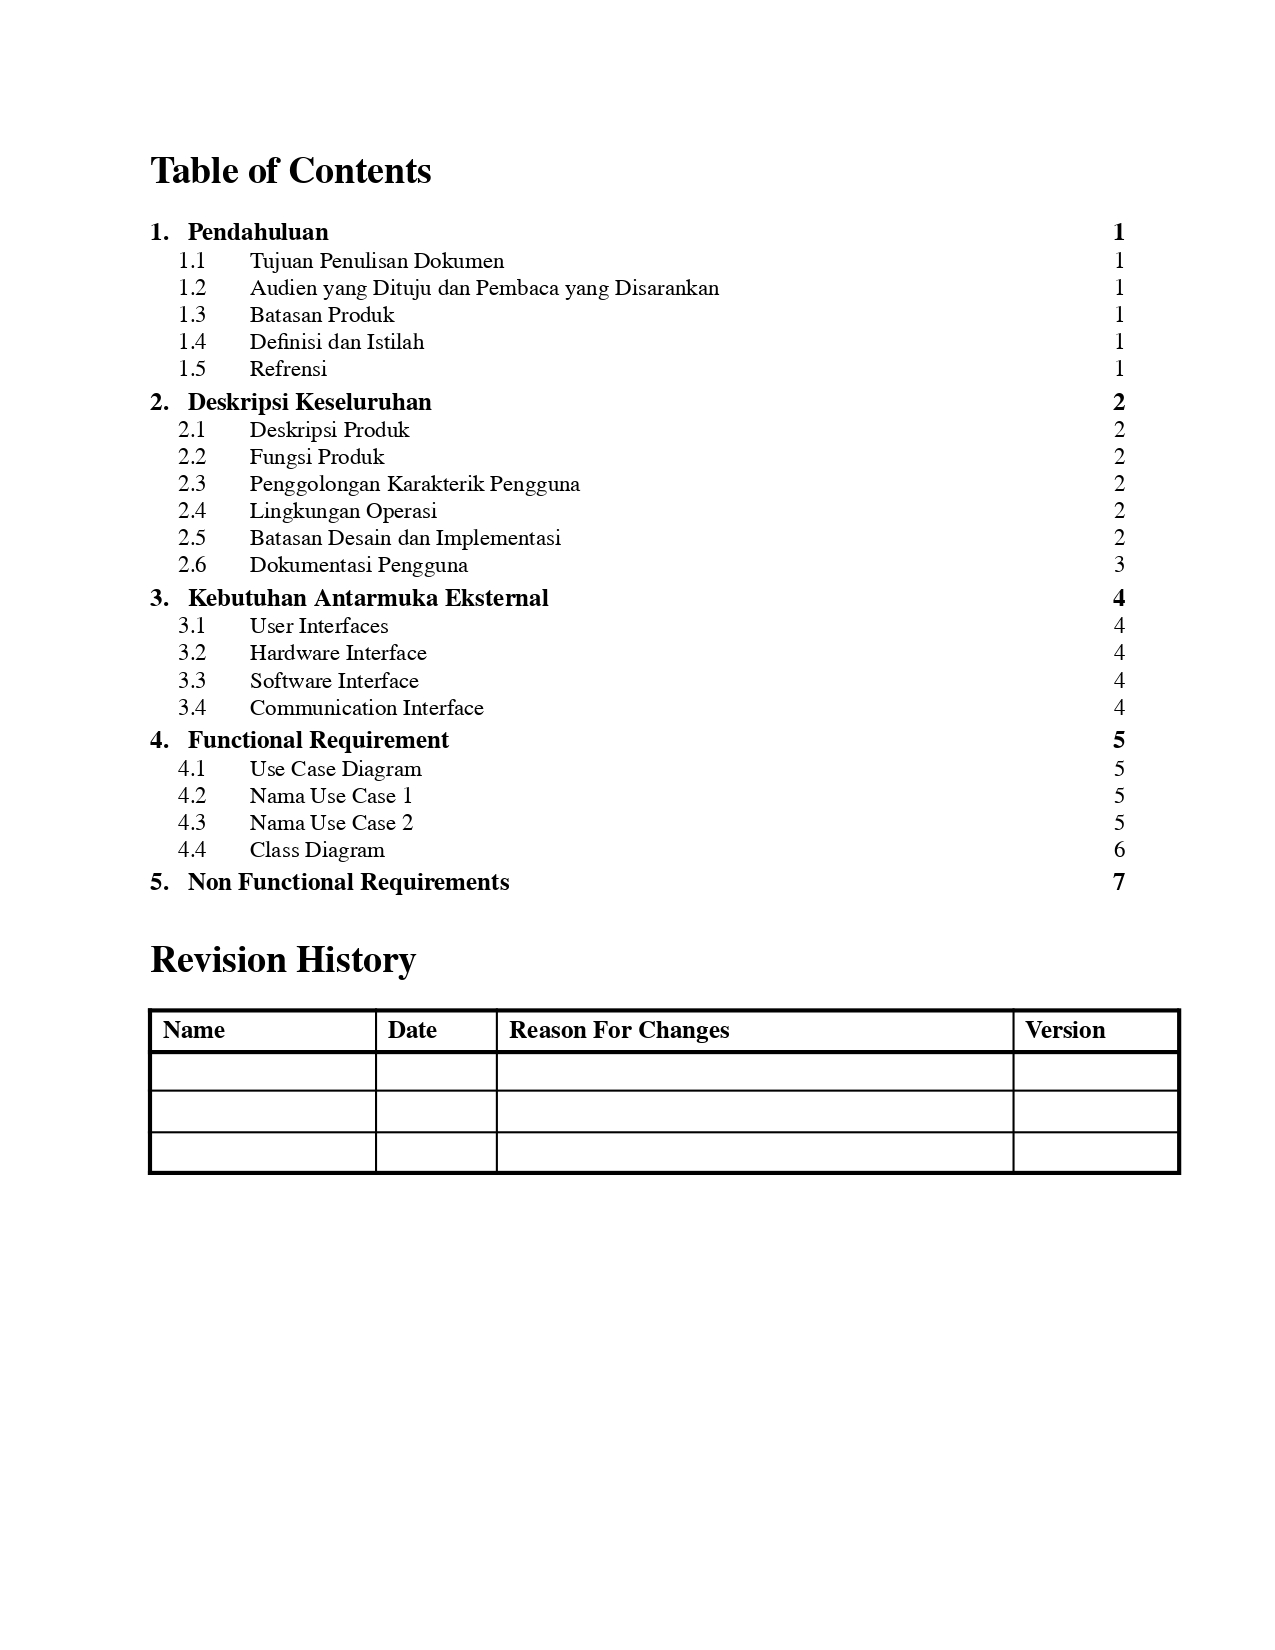 Table of Contents
1. Pendahuluan 1
1.1 Tujuan Penulisan Dokumen 1
1.2 Audien yang Dituju dan Pembaca yang Disarankan 1
1.3 Batasan Produk 1
1.4 Definisi dan Istilah 1
1.5 Refrensi 1
2. Deskripsi Keseluruhan 2
2.1 Deskripsi Produk 2
2.2 Fungsi Produk 2
2.3 Penggolongan Karakterik Pengguna 2
2.4 Lingkungan Operasi 2
2.5 Batasan Desain dan Implementasi 2
2.6 Dokumentasi Pengguna 3
3. Kebutuhan Antarmuka Eksternal 4
3.1 User Interfaces 4
3.2 Hardware Interface 4
3.3 Software Interface 4
3.4 Communication Interface 4
4. Functional Requirement 5
4.1 Use Case Diagram 5
4.2 Nama Use Case 1 5
4.3 Nama Use Case 2 5
4.4 Class Diagram 6
5. Non Functional Requirements 7
Revision History
Name Date Reason For Changes Version